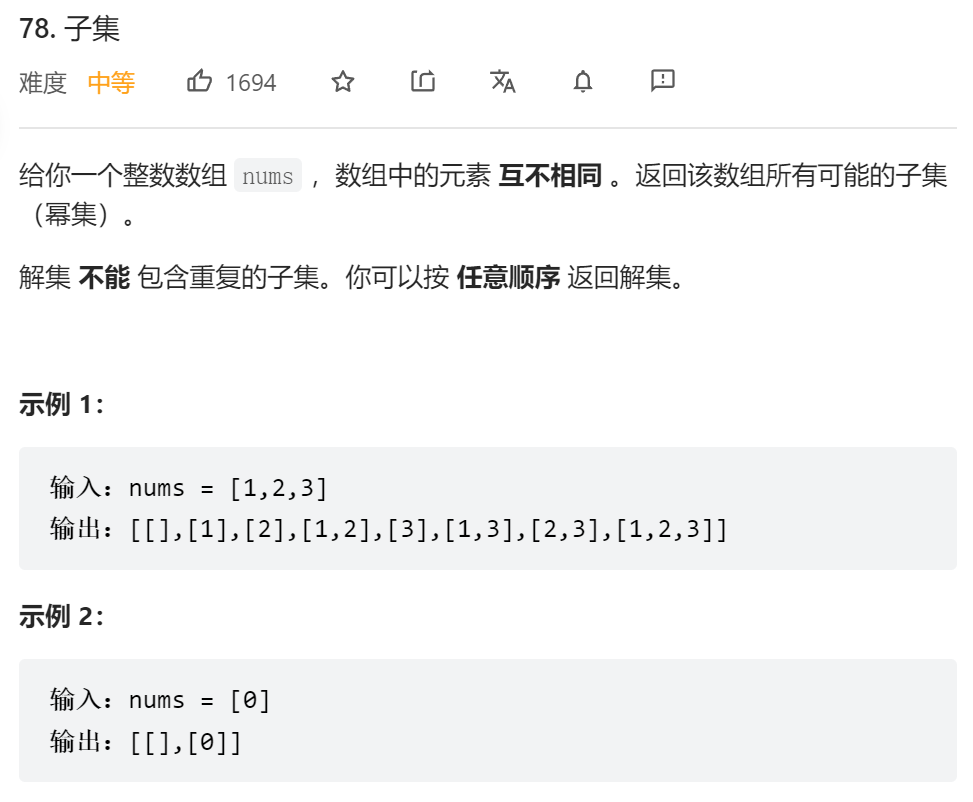 78. 子集
难度 中等 1694
给你一个整数数组 nums ，数组中的元素 互不相同 。返回该数组所有可能的子集
（幂集）。
解集 不能 包含重复的子集。你可以按 任意顺序 返回解集。
示例 1：
输入：nums = [1,2,3]
输出：[[],[1],[2],[1,2],[3],[1,3],[2,3],[1,2,3]]
示例 2：
输入：nums = [0]
输出：[[],[0]]